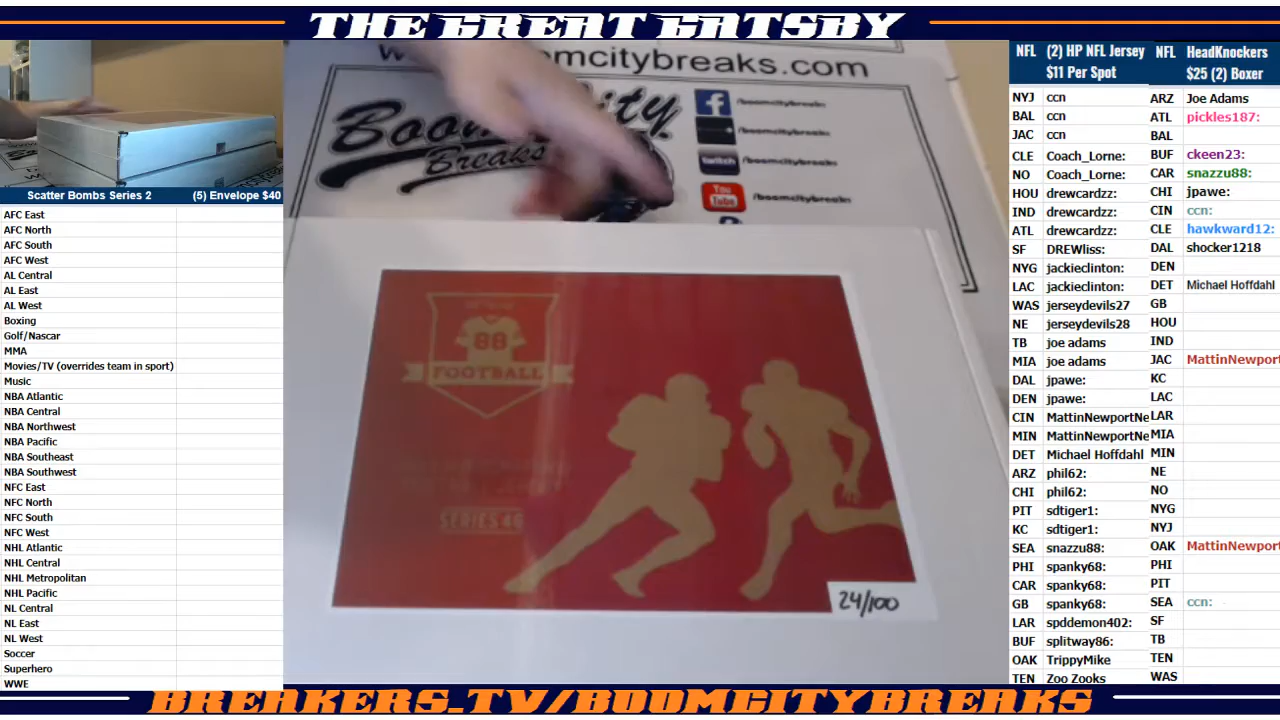 THE GREAT GATSBY
Scatter Bombs Series 2 (5) Envelope $40
AFC East
AFC North
AFC South
AFC West
AL Central
AL East
AL West
Boxing
Golf/Nascar
MMA
Movies/TV (overrides team in sport)
Music
NBA Atlantic
NBA Central
NBA Northwest
NBA Pacific
NBA Southeast
NBA Southwest
NFC East
NFC North
NFC South
NFC West
NHL Atlantic
NHL Central
NHL Metropolitan
NHL Pacific
NL Central
NL East
NL West
Soccer
Superhero
WWE
mcitybreaks.com
Breaks
/boomcitybreaks
/boomcitybreaks
twitch /boomcitybreaks
You Tube /boomcitybreaks
88
FOOTBALL
SERIES 46
24/100
NFL (2) HP NFL Jersey $11 Per Spot
NYJ ccn
BAL ccn
JAC ccn
CLE Coach_Lorne:
NO Coach_Lorne:
HOU drewcardzz:
IND drewcardzz:
ATL drewcardzz:
SF DREWliss:
NYG jackieclinton:
LAC jackieclinton:
WAS jerseydevils27
NE jerseydevils28
TB joe adams
MIA joe adams
DAL jpawe:
DEN jpawe:
CIN MattinNewportNe
MIN MattinNewportNe
DET Michael Hoffdahl
ARZ phil62:
CHI phil62:
PIT sdtiger1:
KC sdtiger1:
SEA snazzu88:
PHI spanky68:
CAR spanky68:
GB spanky68:
LAR spddemon402:
BUF splitway86:
OAK TrippyMike
TEN Zoo Zooks
NFL HeadKnockers $25 (2) Boxer
ARZ Joe Adams
ATL pickles187:
BAL
BUF ckeen23:
CAR snazzu88:
CHI jpawe:
CIN ccn:
CLE hawkward12:
DAL shocker1218
DEN
DET Michael Hoffdahl
GB
HOU
IND
JAC MattinNewport
KC
LAC
LAR
MIA
MIN
NE
NO
NYG
NYJ
OAK MattinNewport
PHI
PIT
SEA ccn:
SF
TB
TEN
WAS
BREAKERS_TV/BOOMCITYBREAKS